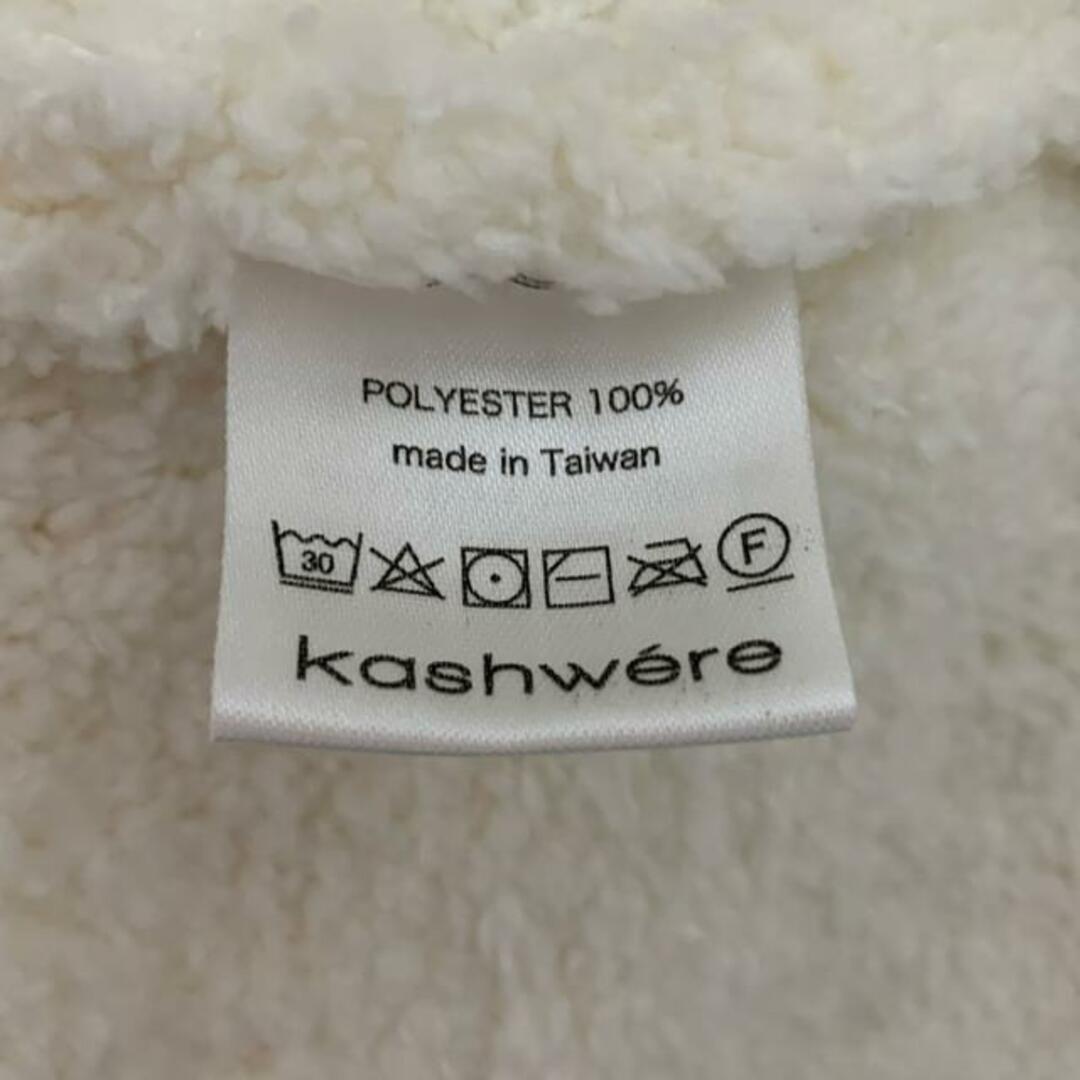 POLYESTER 100%
made in Taiwan
30 F
kashwére